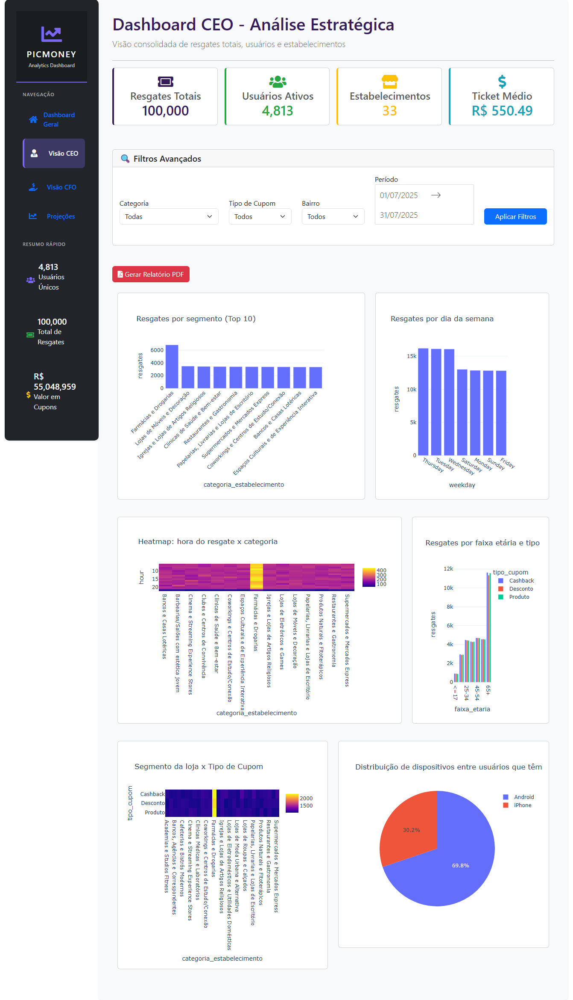 PICMONEY
Analytics Dashboard
NAVEGAÇÃO
Dashboard
Geral
Visão CEO
Visão CFO
Projeções
RESUMO RÁPIDO
4,813
Usuários
Únicos
100,000
Total de
Resgates
R$
55,048,959
Valor em
Cupons
Dashboard CEO - Análise Estratégica
Visão consolidada de resgates totais, usuários e estabelecimentos
Resgates Totais
100,000
Usuários Ativos
4,813
Estabelecimentos
33
Ticket Médio
R$ 550.49
Filtros Avançados
Categoria
Todas
Tipo de Cupom
Todos
Bairro
Todos
Período
01/07/2025
31/07/2025
Aplicar Filtros
Gerar Relatório PDF
Resgates por segmento (Top 10)
resgates
6000
4000
2000
0
Farmácias e Drogarias
Lojas de Móveis e Decoração
Igrejas e Lojas de Artigos Religiosos
Clínicas de Saúde e Bem-estar
Restaurantes e Gastronomia
Papelarias, Livrarias e Lojas de Escritório
Supermercados e Mercados Express
Coworkings e Centros de Estudo/Conexão
Bancos e Casas Lotéricas
Espaços Culturais e de Experiência Interativa
categoria_estabelecimento
Resgates por dia da semana
resgates
15k
10k
5k
0
Thursday
Tuesday
Wednesday
Saturday
Monday
Sunday
Friday
weekday
Heatmap: hora do resgate x categoria
hour
10
15
20
400
300
200
100
Bancos e Casas Lotéricas
Barbearias/Salões com estética jovem
Cinema e Streaming Experience Stores
Clubes e Centros de Convivência
Clínicas de Saúde e Bem-estar
Coworkings e Centros de Estudo/Conexão
Espaços Culturais e de Experiência Interativa
Farmácias e Drogarias
Igrejas e Lojas de Artigos Religiosos
Lojas de Eletrônicos e Games
Lojas de Móveis e Decoração
Papelarias, Livrarias e Lojas de Escritório
Produtos Naturais e Fitoterápicos
Restaurantes e Gastronomia
Supermercados e Mercados Express
categoria_estabelecimento
Resgates por faixa etária e tipo
resgates
12k
10k
8k
6k
4k
2k
0
tipo_cupom
Cashback
Desconto
Produto
<=17
25-34
45-54
65+
faixa_etaria
Segmento da loja x Tipo de Cupom
tipo_cupom
Cashback
Desconto
Produto
2000
1500
Academias e Studios Fitness
Bancos, Agências e Correspondentes
Cafeterias e Bistrôs Modernos
Cinema e Streaming Experience Stores
Clínicas Médicas e Laboratórios
Coworkings e Centros de Estudo/Conexão
Farmácias e Drogarias
Igrejas e Lojas de Artigos Religiosos
Lojas de Eletrodomésticos e Utilidades Domésticas
Lojas de Moda Urbana e Alternativa
Lojas de Roupas e Calçados
Papelarias, Livrarias e Lojas de Escritório
Produtos Naturais e Fitoterápicos
Restaurantes e Gastronomia
Supermercados e Mercados Express
categoria_estabelecimento
Distribuição de dispositivos entre usuários que têm
Android
iPhone
30.2%
69.8%